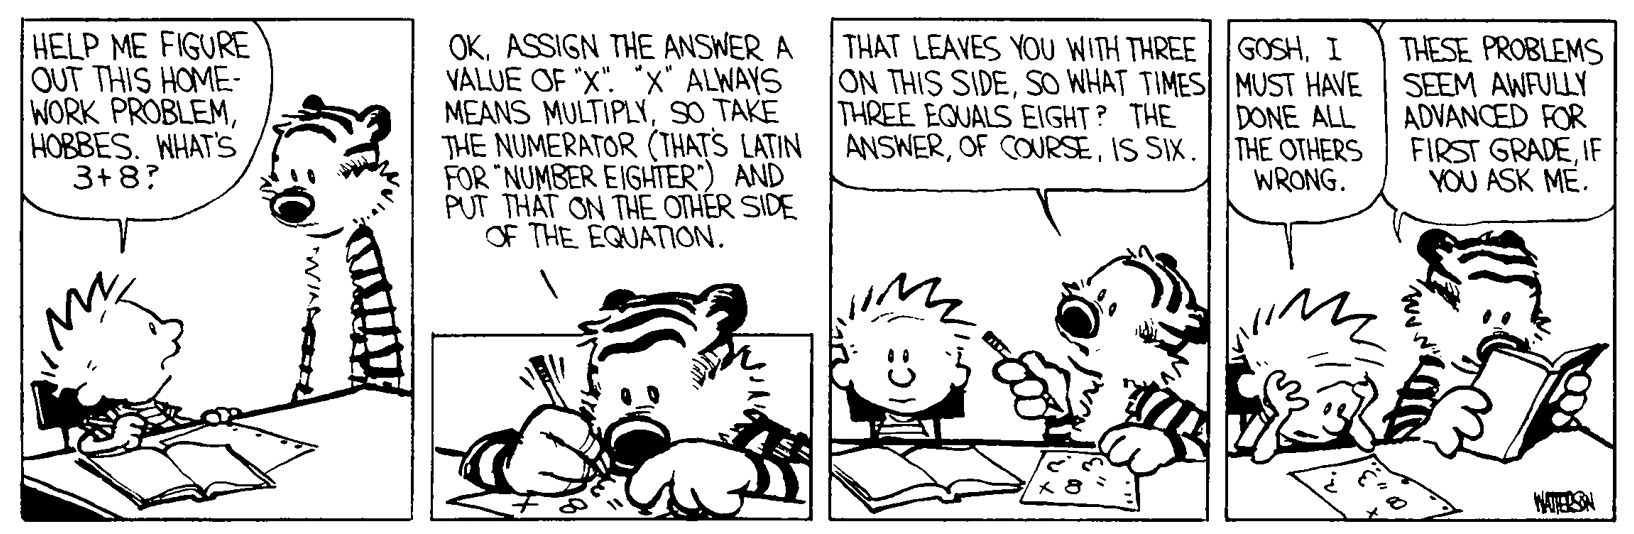 HELP ME FIGURE
OUT THIS HOME-
WORK PROBLEM,
HOBBES. WHAT'S
3+8?
OK, ASSIGN THE ANSWER A
VALUE OF "X". "X" ALWAYS
MEANS MULTIPLY, SO TAKE
THE NUMERATOR (THAT'S LATIN
FOR "NUMBER EIGHTER") AND
PUT THAT ON THE OTHER SIDE
OF THE EQUATION.
THAT LEAVES YOU WITH THREE
ON THIS SIDE, SO WHAT TIMES
THREE EQUALS EIGHT? THE
ANSWER, OF COURSE, IS SIX.
GOSH, I
MUST HAVE
DONE ALL
THE OTHERS
WRONG.
THESE PROBLEMS
SEEM AWFULLY
ADVANCED FOR
FIRST GRADE, IF
YOU ASK ME.
WATTERSON